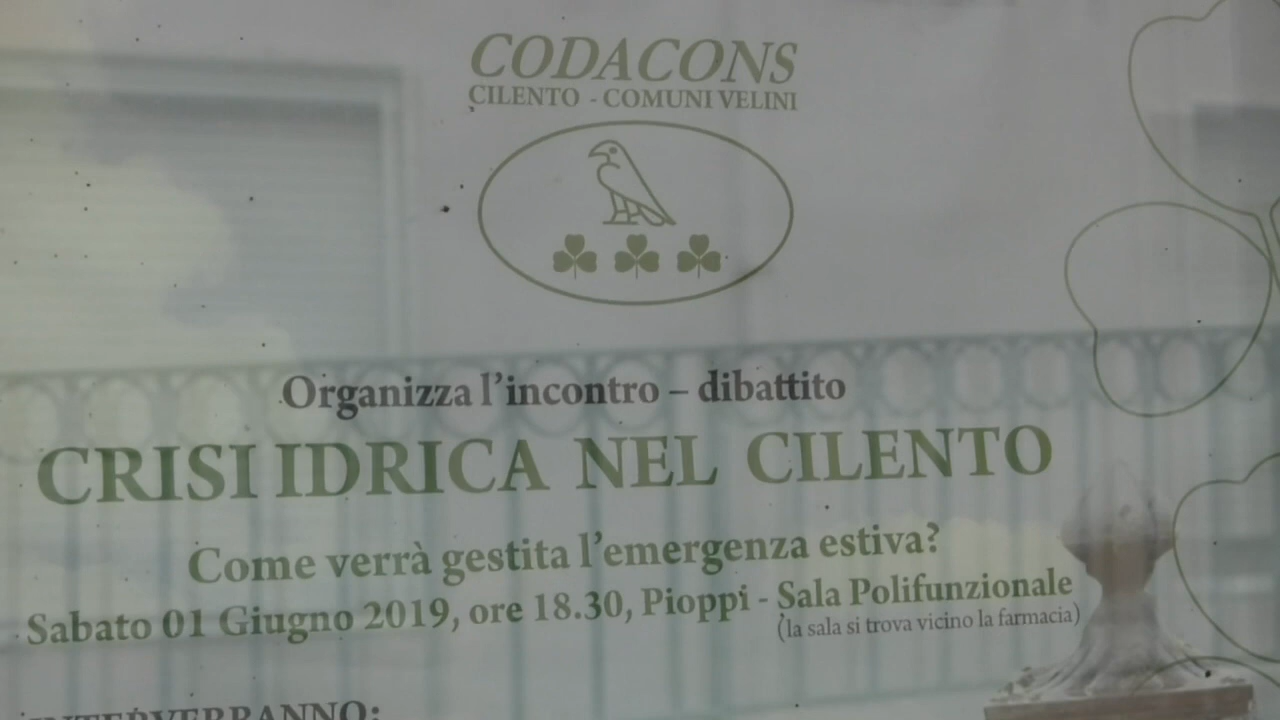 CODACONS
CILENTO - COMUNI VELINI
Organizza l'incontro – dibattito
CRISI IDRICA NEL CILENTO
Come verrà gestita l'emergenza estiva?
Sabato 01 Giugno 2019, ore 18.30, Pioppi - Sala Polifunzionale
(la sala si trova vicino la farmacia)
INTERVERRANNO: